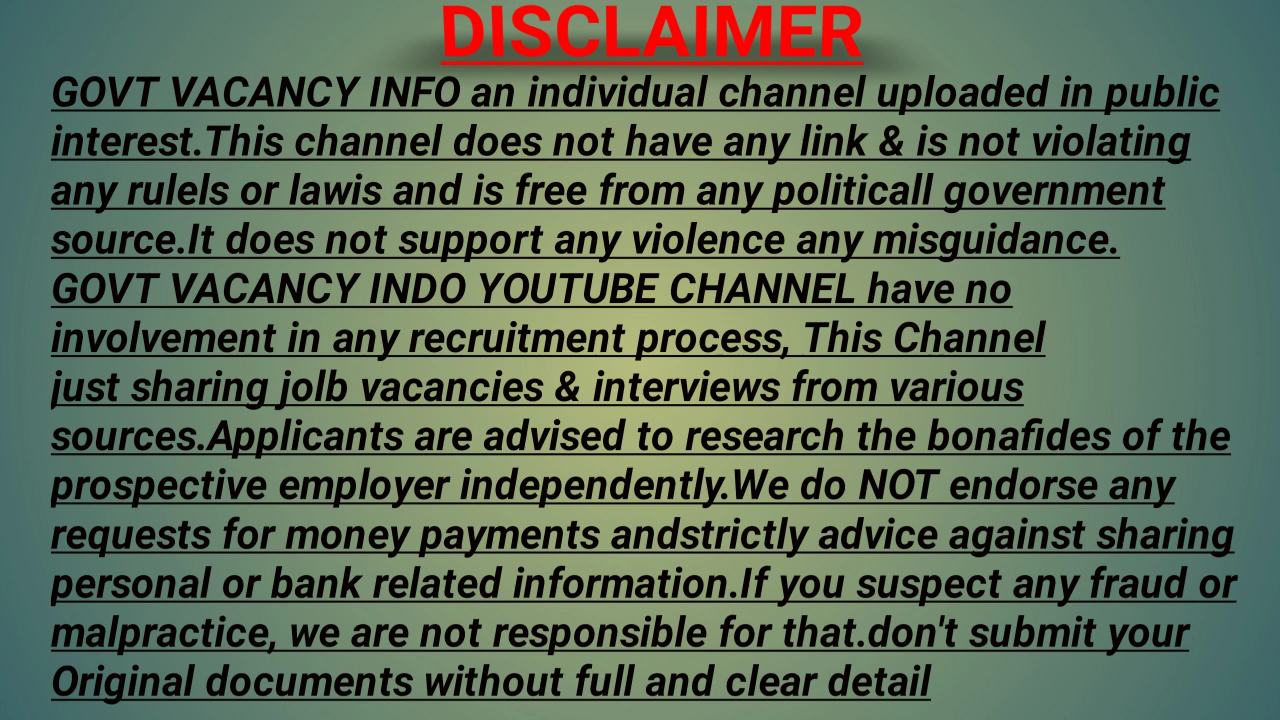 DISCLAIMER
GOVT VACANCY INFO an individual channel uploaded in public
interest.This channel does not have any link & is not violating
any rulels or lawis and is free from any politicall government
source.It does not support any violence any misguidance.
GOVT VACANCY INDO YOUTUBE CHANNEL have no
involvement in any recruitment process, This Channel
just sharing jolb vacancies & interviews from various
sources.Applicants are advised to research the bonafides of the
prospective employer independently.We do NOT endorse any
requests for money payments andstrictly advice against sharing
personal or bank related information.If you suspect any fraud or
malpractice, we are not responsible for that.don't submit your
Original documents without full and clear detail